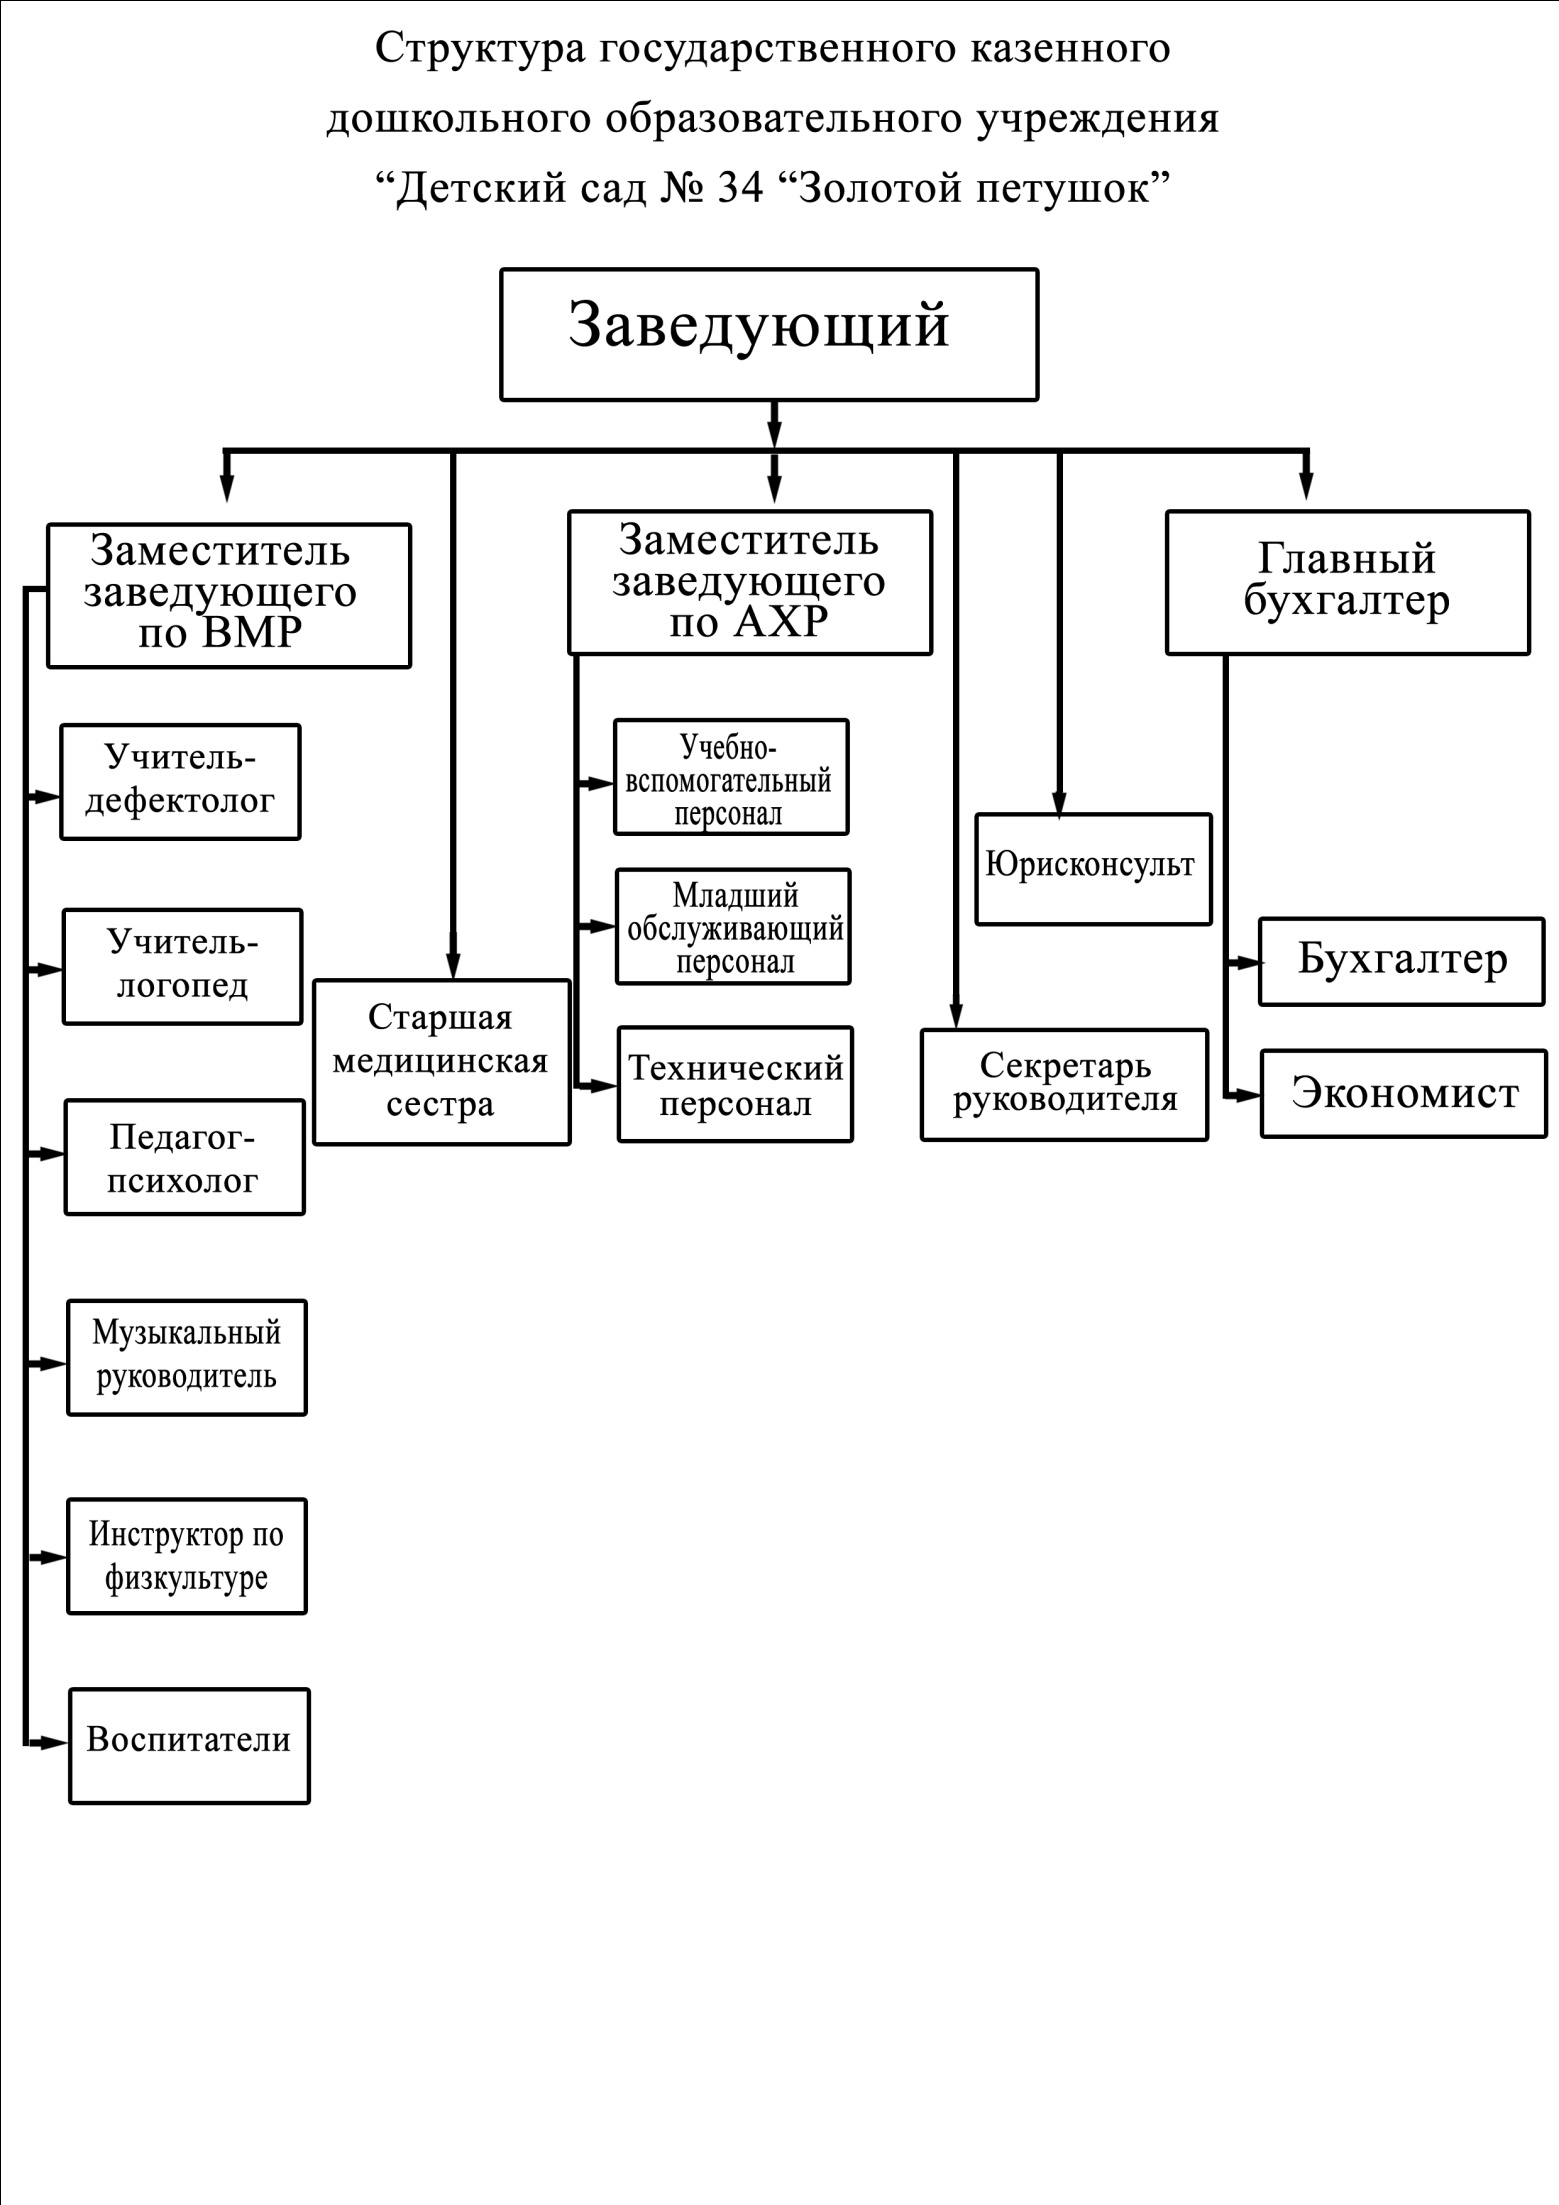 Структура государственного казенного
дошкольного образовательного учреждения
“Детский сад № 34 “Золотой петушок”
Заведующий
Заместитель
заведующего
по ВМР
Заместитель
заведующего
по АХР
Главный
бухгалтер
Учитель-
дефектолог
Учитель-
логопед
Педагог-
психолог
Музыкальный
руководитель
Инструктор по
физкультуре
Воспитатели
Старшая
медицинская
сестра
Учебно-
вспомогательный
персонал
Младший
обслуживающий
персонал
Технический
персонал
Секретарь
руководителя
Юрисконсульт
Бухгалтер
Экономист